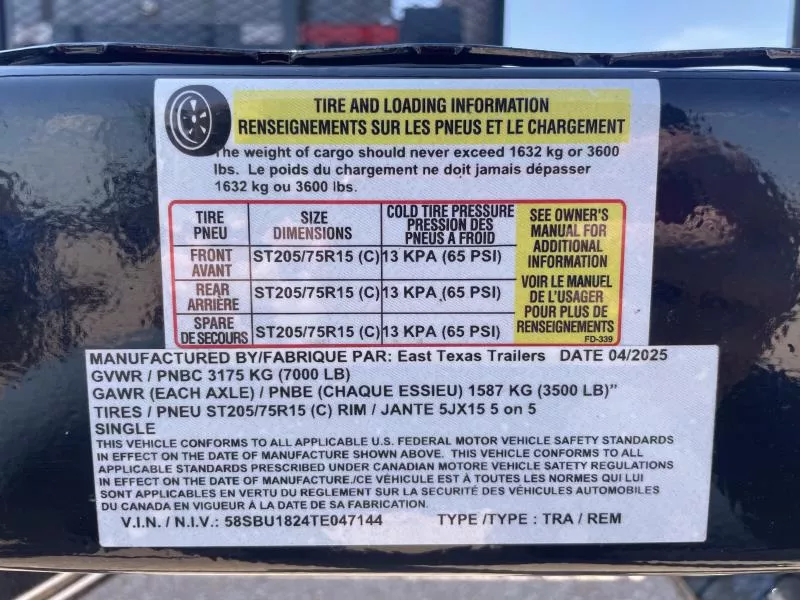 TIRE AND LOADING INFORMATION
RENSEIGNEMENTS SUR LES PNEUS ET LE CHARGEMENT
The weight of cargo should never exceed 1632 kg or 3600
lbs. Le poids du chargement ne doit jamais dépasser
1632 kg ou 3600 lbs.
TIRE
PNEU
SIZE
DIMENSIONS
COLD TIRE PRESSURE
PRESSION DES
PNEUS A FROID
FRONT
AVANT
ST205/75R15 (C)
13 KPA (65 PSI)
REAR
ARRIÈRE
ST205/75R15 (C)
13 KPA (65 PSI)
SPARE
DE SECOURS
ST205/75R15 (C)
13 KPA (65 PSI)
SEE OWNER'S
MANUAL FOR
ADDITIONAL
INFORMATION
VOIR LE MANUEL
DE L'USAGER
POUR PLUS DE
RENSEIGNEMENTS
FD-339
MANUFACTURED BY/FABRIQUE PAR: East Texas Trailers DATE 04/2025
GVWR / PNBC 3175 KG (7000 LB)
GAWR (EACH AXLE) / PNBE (CHAQUE ESSIEU) 1587 KG (3500 LB)"
TIRES / PNEU ST205/75R15 (C) RIM / JANTE 5JX15 5 on 5
SINGLE
THIS VEHICLE CONFORMS TO ALL APPLICABLE U.S. FEDERAL MOTOR VEHICLE SAFETY STANDARDS
IN EFFECT ON THE DATE OF MANUFACTURE SHOWN ABOVE. THIS VEHICLE CONFORMS TO ALL
APPLICABLE STANDARDS PRESCRIBED UNDER CANADIAN MOTORE VEHICLE SATETY REGULATIONS
IN EFFECT ON THE DATE OF MANUFACTURE./CE VÉHICULE EST À TOUTES LES NORMES QUI LUI
SONT APPLICABLES EN VERTU DU REGLEMENT SUR LA SECURITÉ DES VÉHICULES AUTOMOBILES
DU CANADA EN VIGUEUR À LA DATE DE SA FABRICATION.
V.I.N. / N.I.V.: 58SBU1824TE047144 TYPE /TYPE : TRA / REM